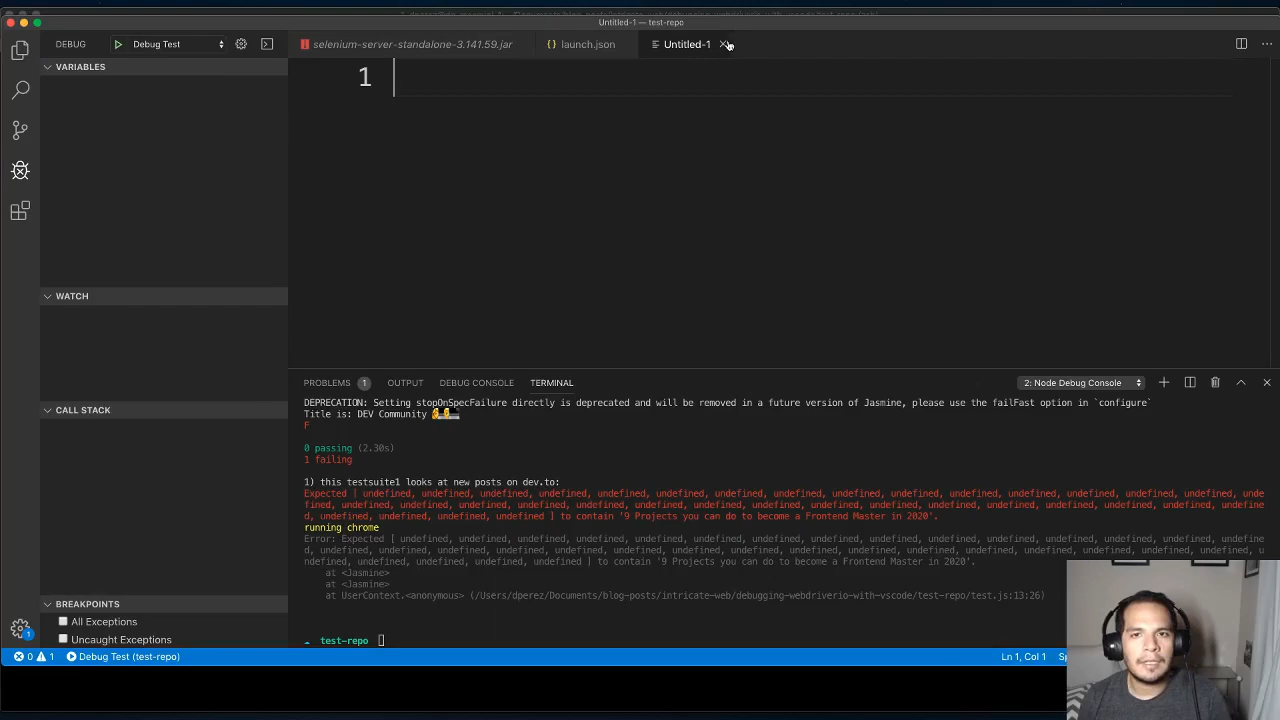 Untitled-1 — test-repo
DEBUG
Debug Test
selenium-server-standalone-3.141.59.jar
{} launch.json
Untitled-1
VARIABLES
1
WATCH
CALL STACK
BREAKPOINTS
All Exceptions
Uncaught Exceptions
PROBLEMS 1 OUTPUT DEBUG CONSOLE TERMINAL
2: Node Debug Console
DEPRECATION: Setting stopOnSpecFailure directly is deprecated and will be removed in a future version of Jasmine, please use the failFast option in `configure`
Title is: DEV Community
F
0 passing (2.30s)
1 failing
1) this testsuite1 looks at new posts on dev.to:
Expected [ undefined, undefined, undefined, undefined, undefined, undefined, undefined, undefined, undefined, undefined, undefined, undefined, undefined, undefined, undefined, unde
fined, undefined, undefined, undefined, undefined, undefined, undefined, undefined, undefined, undefined, undefined, undefined, undefined, undefined, undefined, undefined, undefine
d, undefined, undefined, undefined, undefined ] to contain '9 Projects you can do to become a Frontend Master in 2020'.
running chrome
Error: Expected [ undefined, undefined, undefined, undefined, undefined, undefined, undefined, undefined, undefined, undefined, undefined, undefined, undefined, undefined, undefine
d, undefined, undefined, undefined, undefined, undefined, undefined, undefined, undefined, undefined, undefined, undefined, undefined, undefined, undefined, undefined, undefined, u
ndefined, undefined, undefined, undefined, undefined ] to contain '9 Projects you can do to become a Frontend Master in 2020'.
at <Jasmine>
at <Jasmine>
at UserContext.<anonymous> (/Users/dperez/Documents/blog-posts/intricate-web/debugging-webdriverio-with-vscode/test-repo/test.js:13:26)
test-repo
1
0 1 Debug Test (test-repo)
Ln 1, Col 1